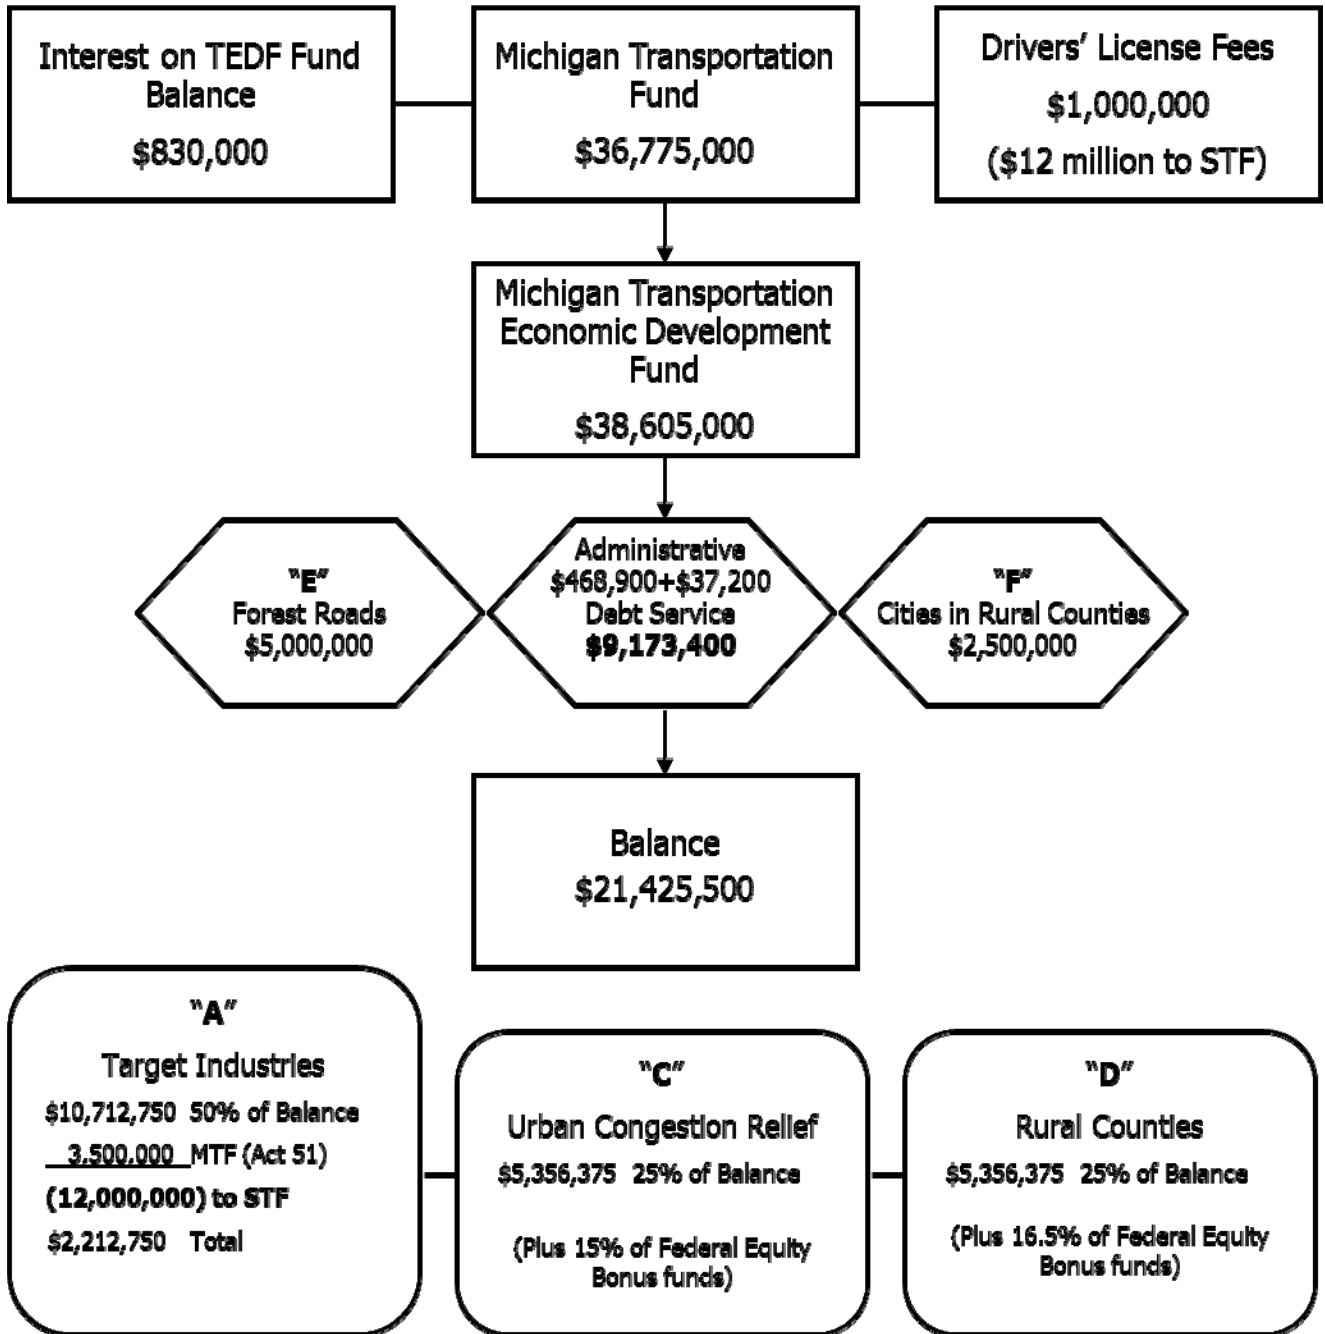 Interest on TEDF Fund
Balance
$830,000
Michigan Transportation
Fund
$36,775,000
Drivers’ License Fees
$1,000,000
($12 million to STF)
Michigan Transportation
Economic Development
Fund
$38,605,000
“E”
Forest Roads
$5,000,000
Administrative
$468,900+$37,200
Debt Service
$9,173,400
“F”
Cities in Rural Counties
$2,500,000
Balance
$21,425,500
“A”
Target Industries
$10,712,750 50% of Balance
3.500.000 MTF (Act 51)
(12,000,000) to STF
$2,212,750 Total
“C”
Urban Congestion Relief
$5,356,375 25% of Balance
(Plus 15% of Federal Equity
Bonus funds)
“D”
Rural Counties
$5,356,375 25% of Balance
(Plus 16.5% of Federal Equity
Bonus funds)